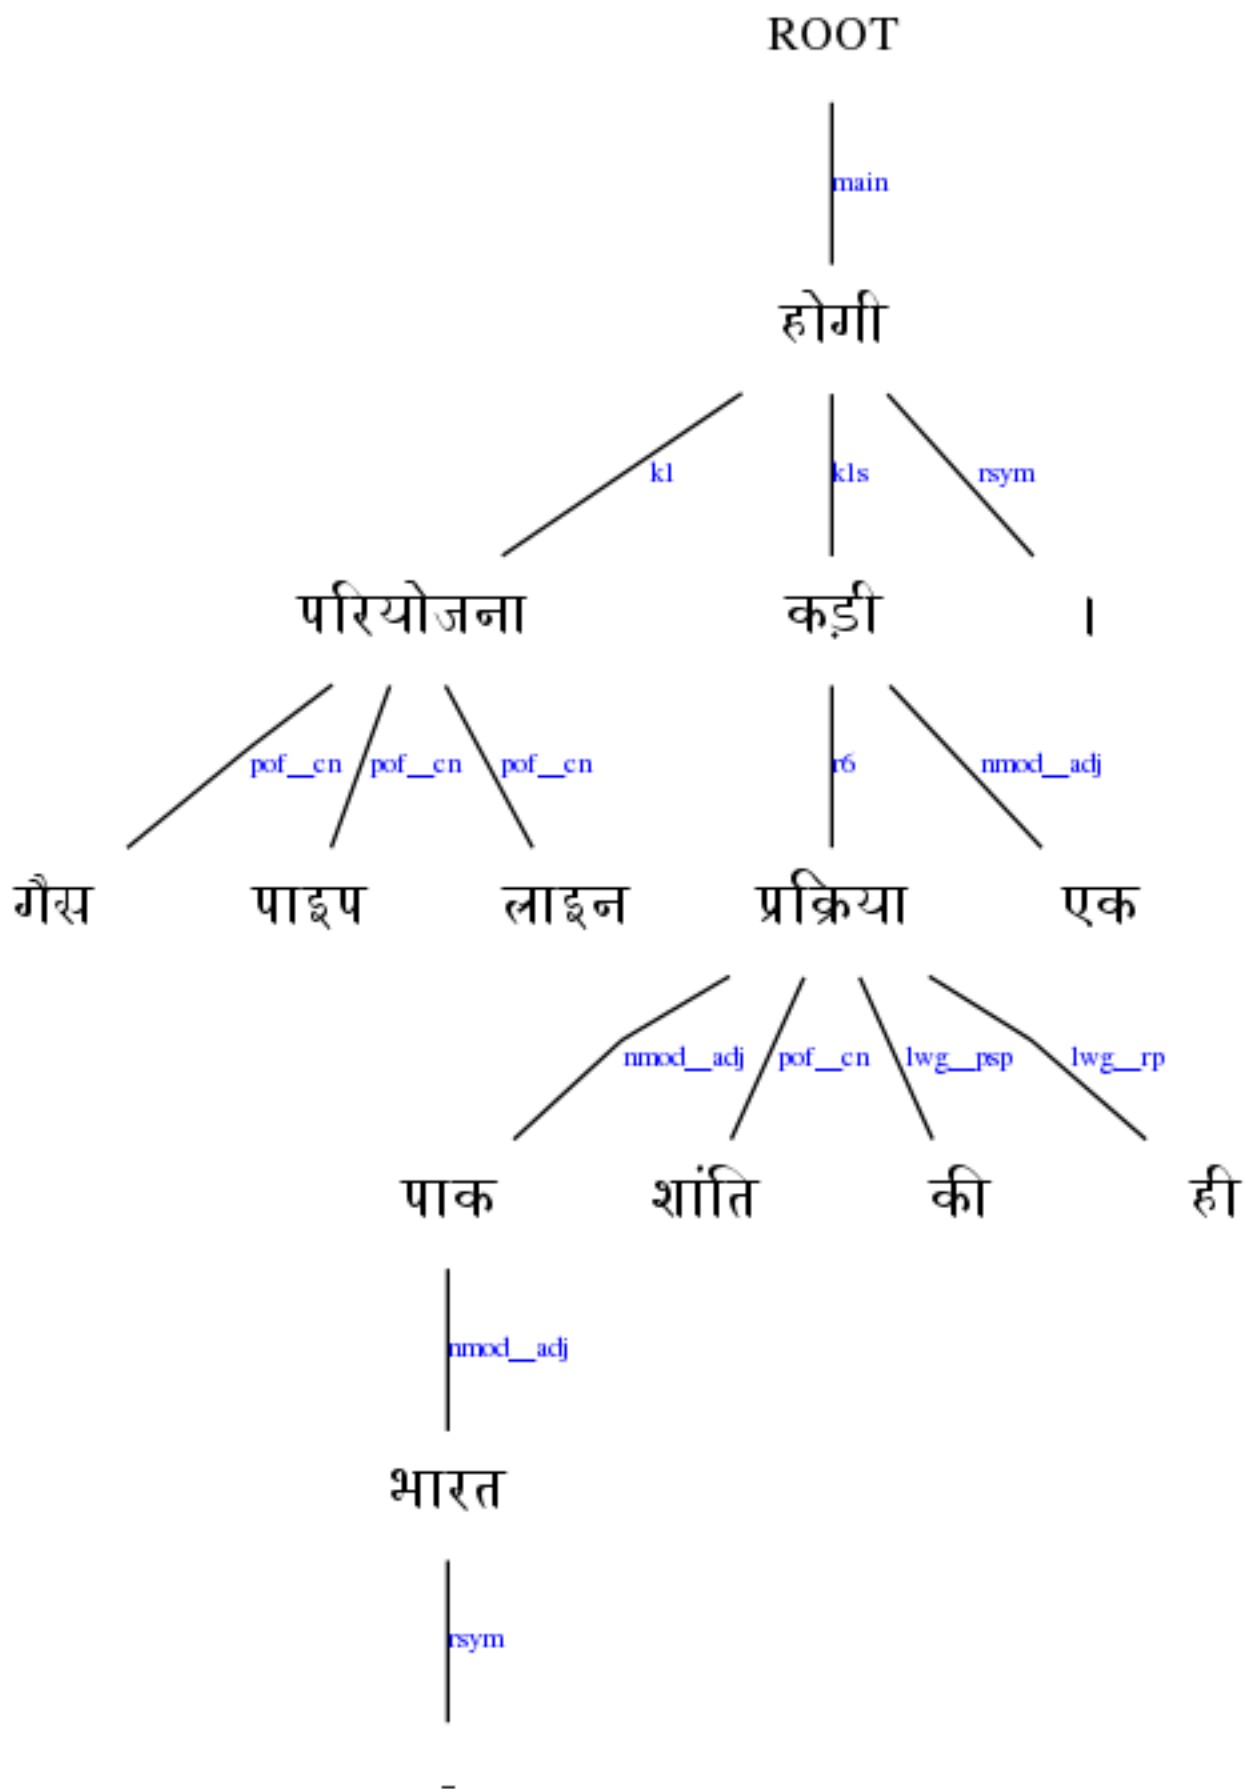 ROOT
main
होगी
k1 k1s rsym
परियोजना कड़ी ।
pof__cn pof__cn pof__cn r6 nmod__adj
गैस पाइप लाइन प्रक्रिया एक
nmod__adj pof__cn lwg__psp lwg__rp
पाक शांति की ही
nmod__adj
भारत
rsym
-